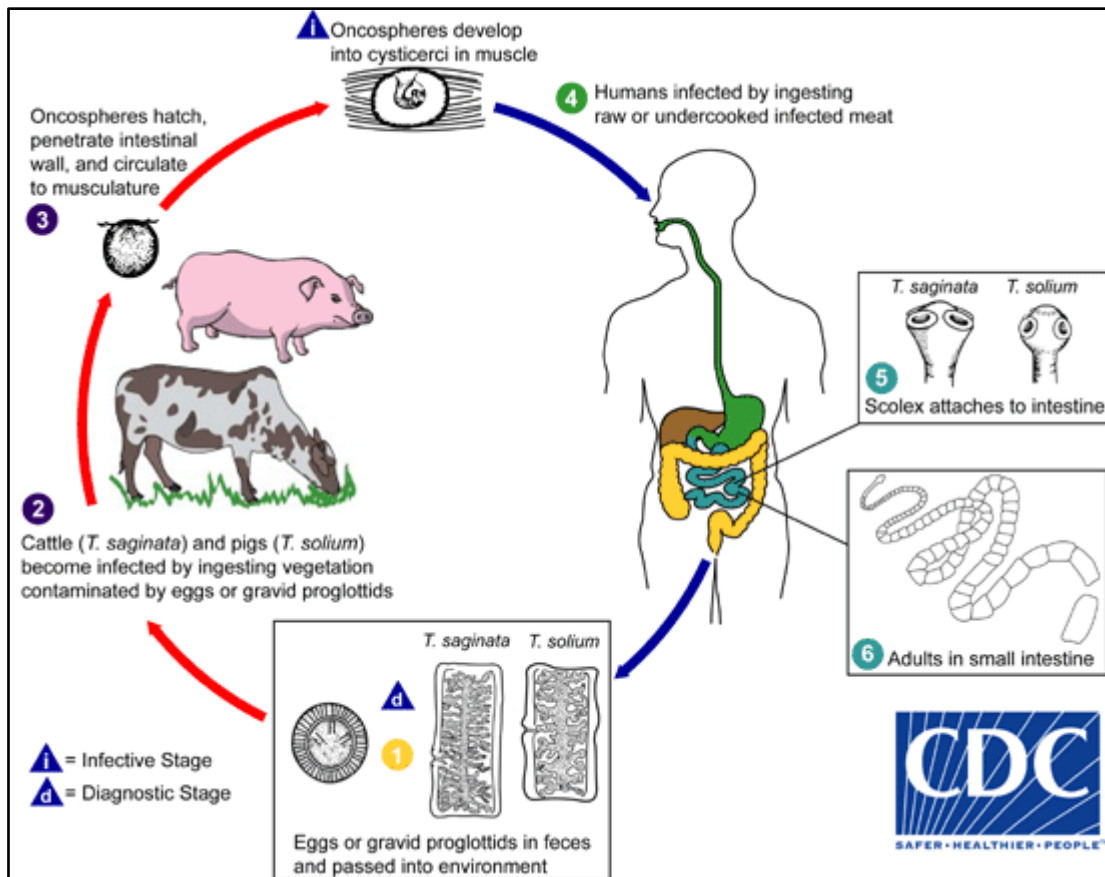 i
Oncospheres develop
into cysticerci in muscle
4
Humans infected by ingesting
raw or undercooked infected meat
Oncospheres hatch,
penetrate intestinal
wall, and circulate
to musculature
3
T. saginata T. solium
5
Scolex attaches to intestine
2
Cattle (T. saginata) and pigs (T. solium)
become infected by ingesting vegetation
contaminated by eggs or gravid proglottids
6 Adults in small intestine
T. saginata T. solium
d
1
Eggs or gravid proglottids in feces
and passed into environment
i = Infective Stage
d = Diagnostic Stage
CDC
SAFER•HEALTHIER•PEOPLE™